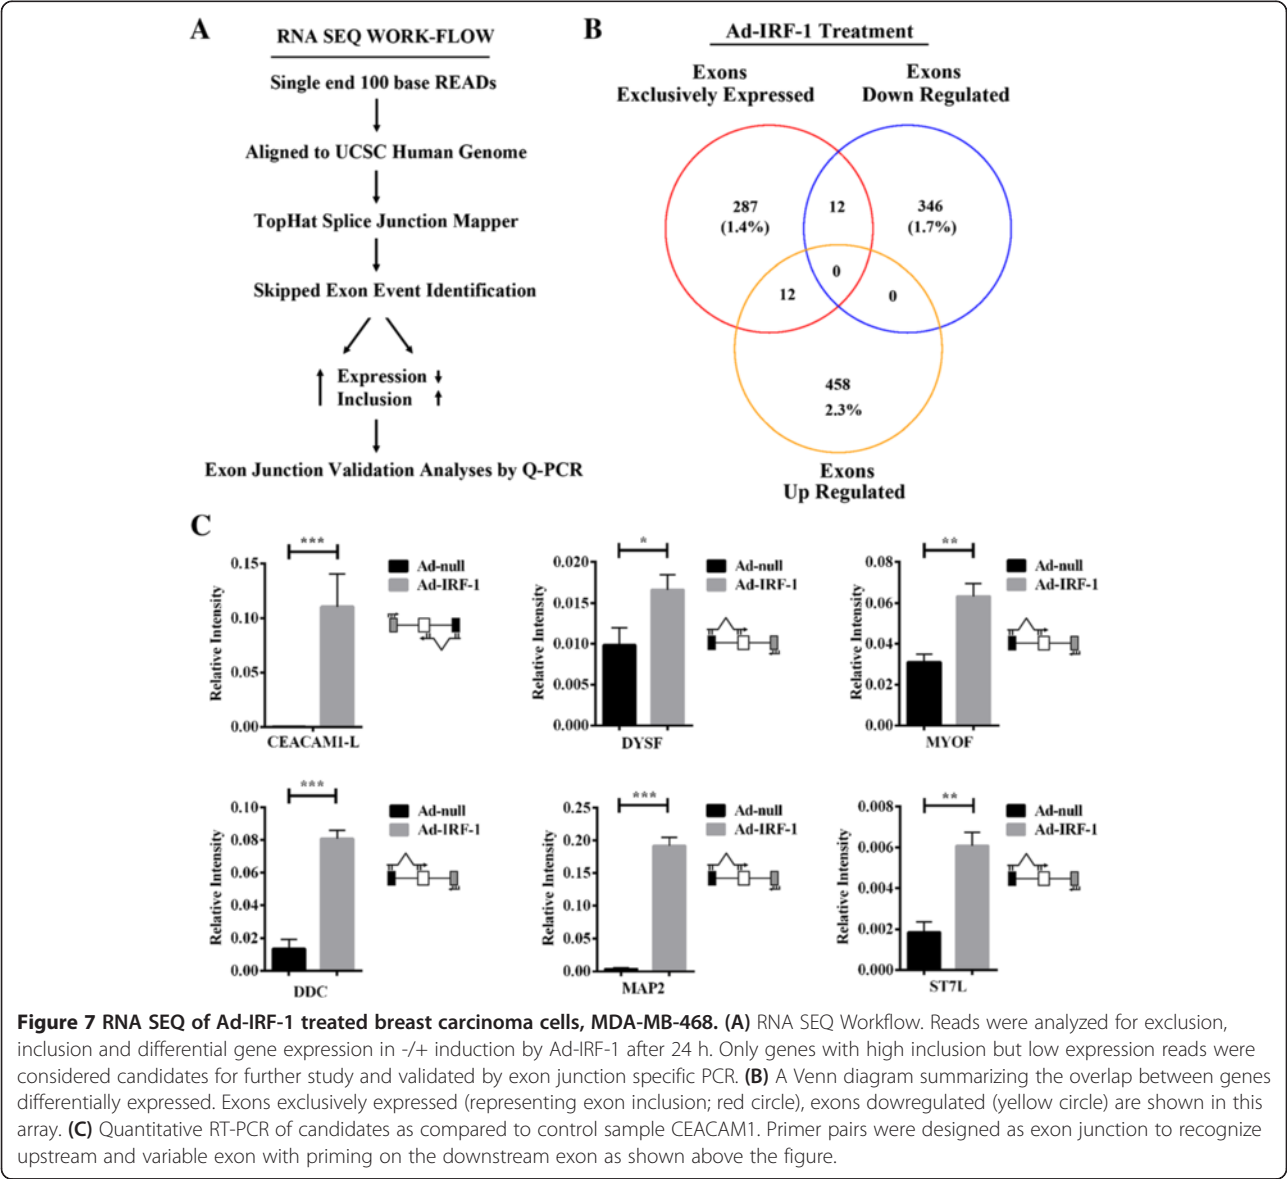 A
RNA SEQ WORK-FLOW
Single end 100 base READs
Aligned to UCSC Human Genome
TopHat Splice Junction Mapper
Skipped Exon Event Identification
Expression
Inclusion
Exon Junction Validation Analyses by Q-PCR
B
Ad-IRF-1 Treatment
Exons
Exclusively Expressed
Exons
Down Regulated
287
(1.4%)
12
346
(1.7%)
0
12
0
458
2.3%
Exons
Up Regulated
C
***
0.15
0.10
0.05
0.00
Relative Intensity
CEACAM1-L
Ad-null
Ad-IRF-1
*
0.020
0.015
0.010
0.005
0.000
Relative Intensity
DYSF
Ad-null
Ad-IRF-1
**
0.08
0.06
0.04
0.02
0.00
Relative Intensity
MYOF
Ad-null
Ad-IRF-1
***
0.10
0.08
0.06
0.04
0.02
0.00
Relative Intensity
DDC
Ad-null
Ad-IRF-1
***
0.25
0.20
0.15
0.10
0.05
0.00
Relative Intensity
MAP2
Ad-null
Ad-IRF-1
**
0.008
0.006
0.004
0.002
0.000
Relative Intensity
ST7L
Ad-null
Ad-IRF-1
Figure 7 RNA SEQ of Ad-IRF-1 treated breast carcinoma cells, MDA-MB-468. (A) RNA SEQ Workflow. Reads were analyzed for exclusion,
inclusion and differential gene expression in -/+ induction by Ad-IRF-1 after 24 h. Only genes with high inclusion but low expression reads were
considered candidates for further study and validated by exon junction specific PCR. (B) A Venn diagram summarizing the overlap between genes
differentially expressed. Exons exclusively expressed (representing exon inclusion; red circle), exons dowregulated (yellow circle) are shown in this
array. (C) Quantitative RT-PCR of candidates as compared to control sample CEACAM1. Primer pairs were designed as exon junction to recognize
upstream and variable exon with priming on the downstream exon as shown above the figure.